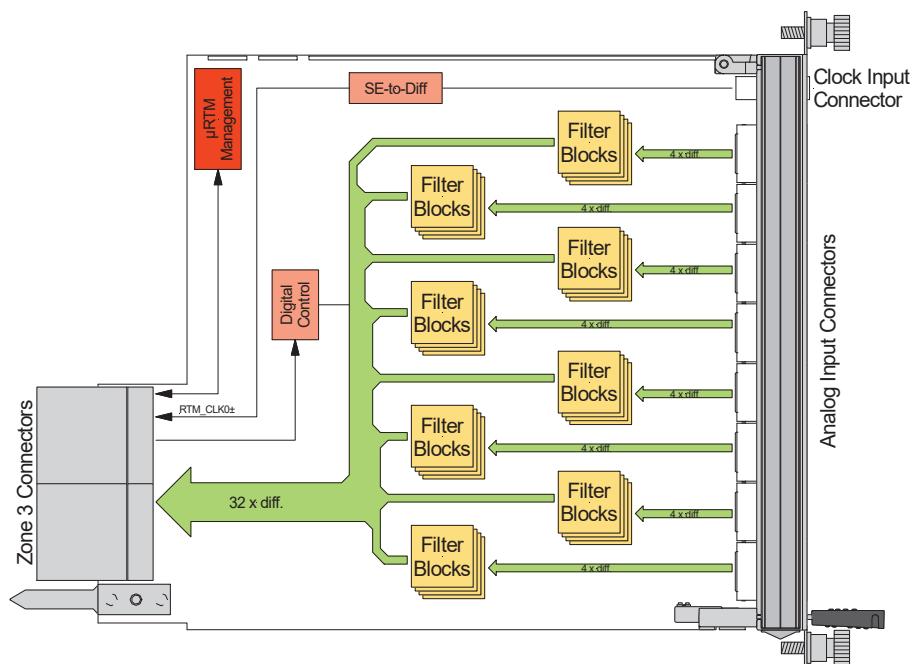 SE-to-Diff
Clock Input
Connector
µRTM
Management
Filter
Blocks
4 x diff.
Filter
Blocks
4 x diff.
Filter
Blocks
4 x diff.
Digital
Control
Filter
Blocks
4 x diff.
Filter
Blocks
4 x diff.
Analog Input Connectors
RTM_CLK0±
Filter
Blocks
4 x diff.
Zone 3 Connectors
32 x diff.
Filter
Blocks
4 x diff.
Filter
Blocks
4 x diff.